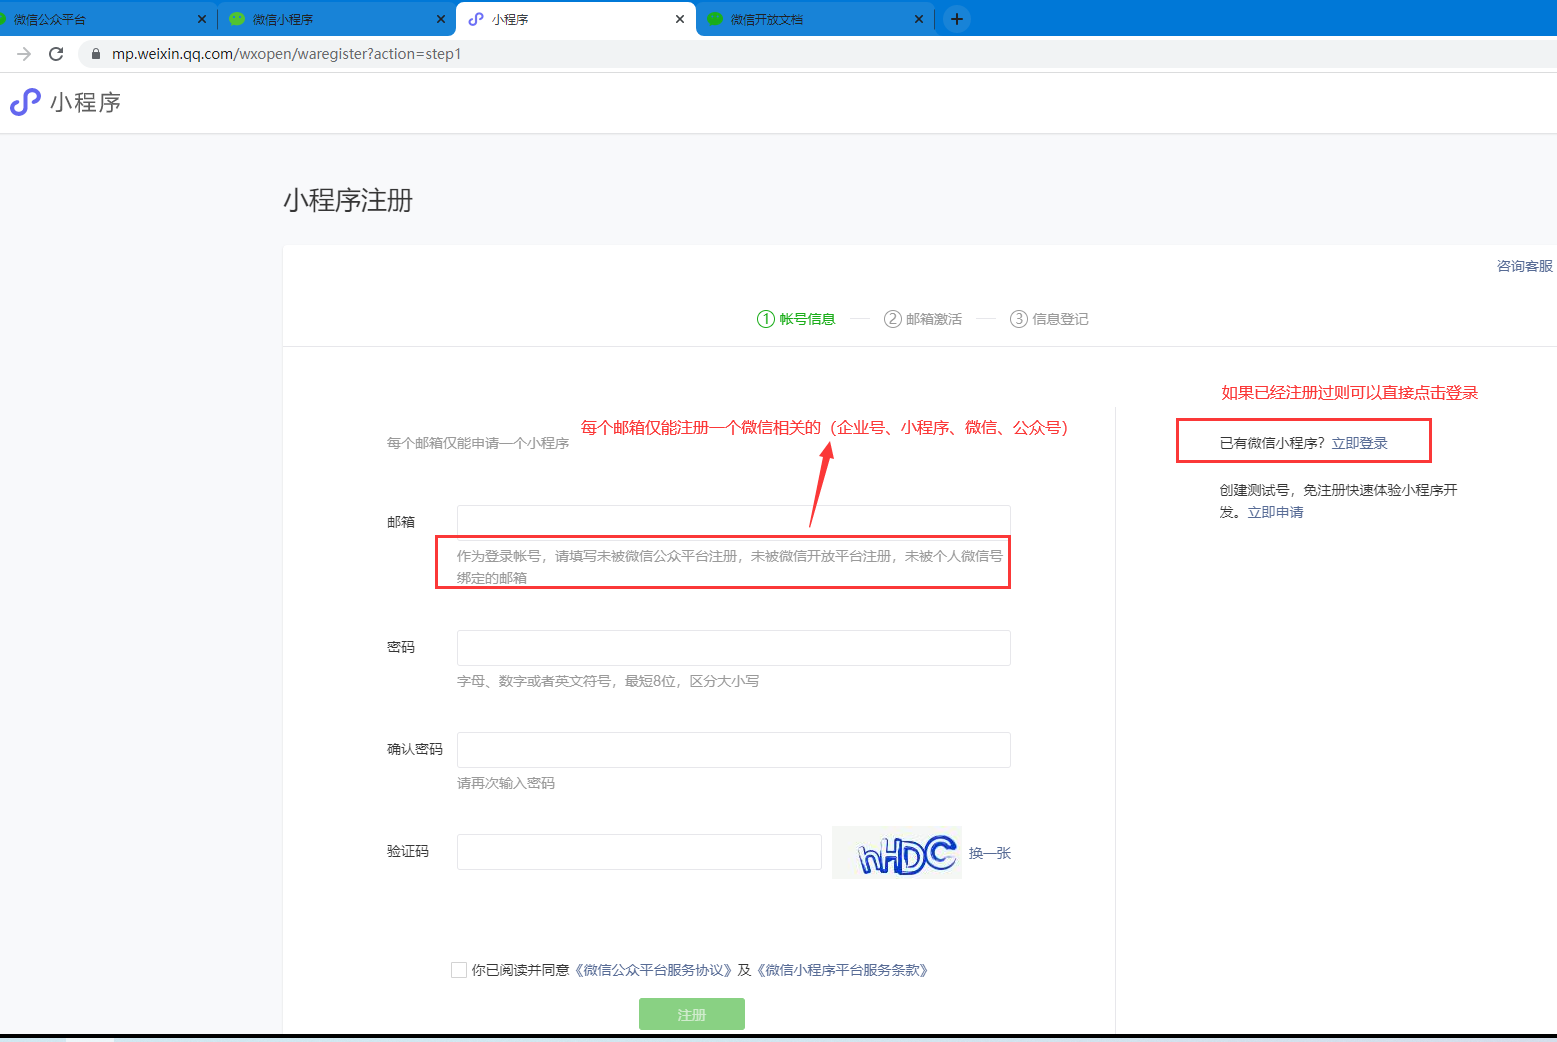 微信公众平台
微信小程序
小程序
微信开放文档
mp.weixin.qq.com/wxopen/waregister?action=step1
小程序
小程序注册
咨询客服
1 帐号信息
2 邮箱激活
3 信息登记
每个邮箱仅能申请一个小程序
每个邮箱仅能注册一个微信相关的（企业号、小程序、微信、公众号）
邮箱
作为登录帐号，请填写未被微信公众平台注册，未被微信开放平台注册，未被个人微信号
绑定的邮箱
密码
字母、数字或者英文符号，最短8位，区分大小写
确认密码
请再次输入密码
验证码
hHDC
换一张
你已阅读并同意《微信公众平台服务协议》及《微信小程序平台服务条款》
注册
如果已经注册过则可以直接点击登录
已有微信小程序？立即登录
创建测试号，免注册快速体验小程序开
发。立即申请